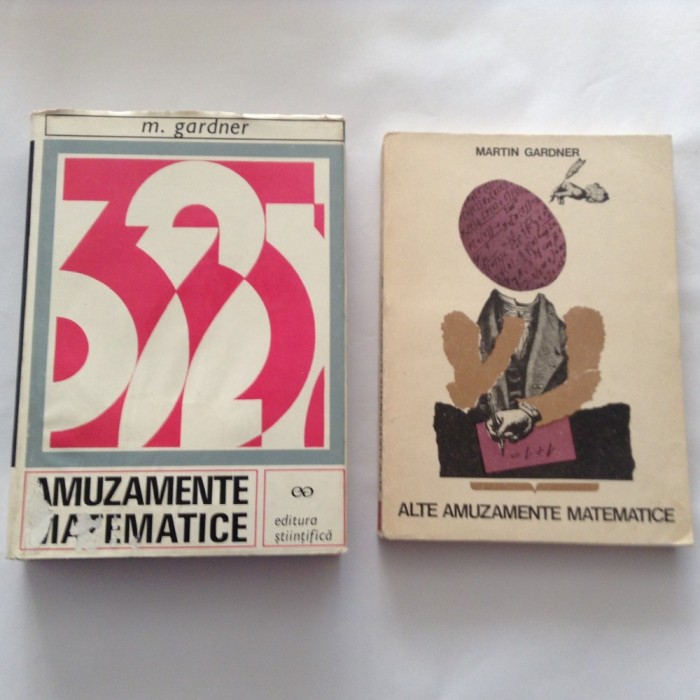 m. gardner
AMUZAMENTE
MATEMATICE
editura
științifică
MARTIN GARDNER
ALTE AMUZAMENTE MATEMATICE